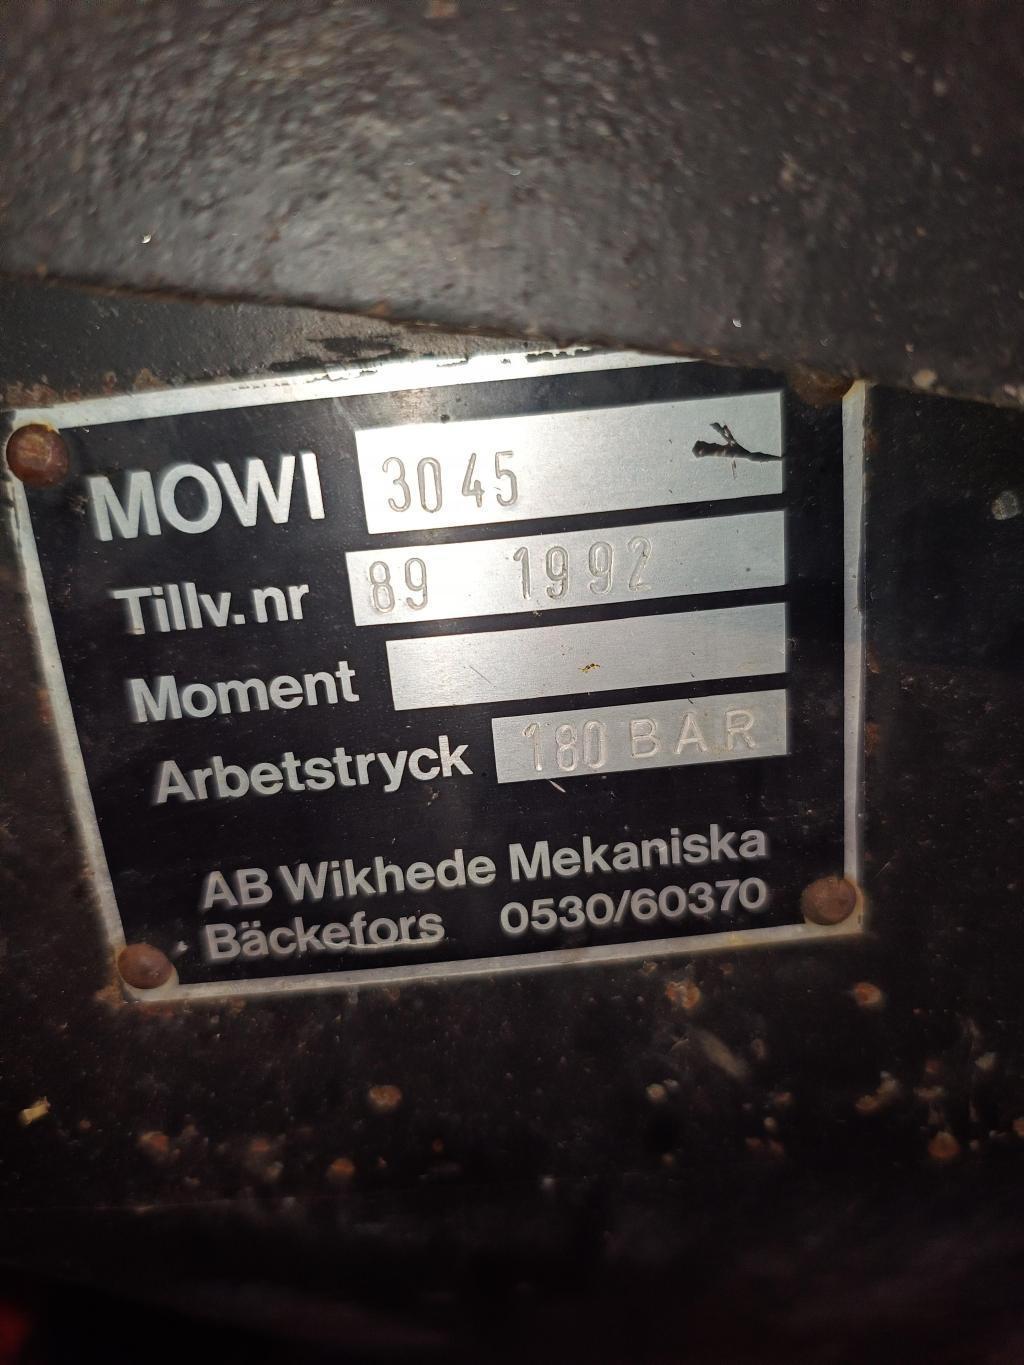 MOWI 3045
Tillv.nr 89 1992
Moment
Arbetstryck 180 BAR
AB Wikhede Mekaniska
Bäckefors 0530/60370